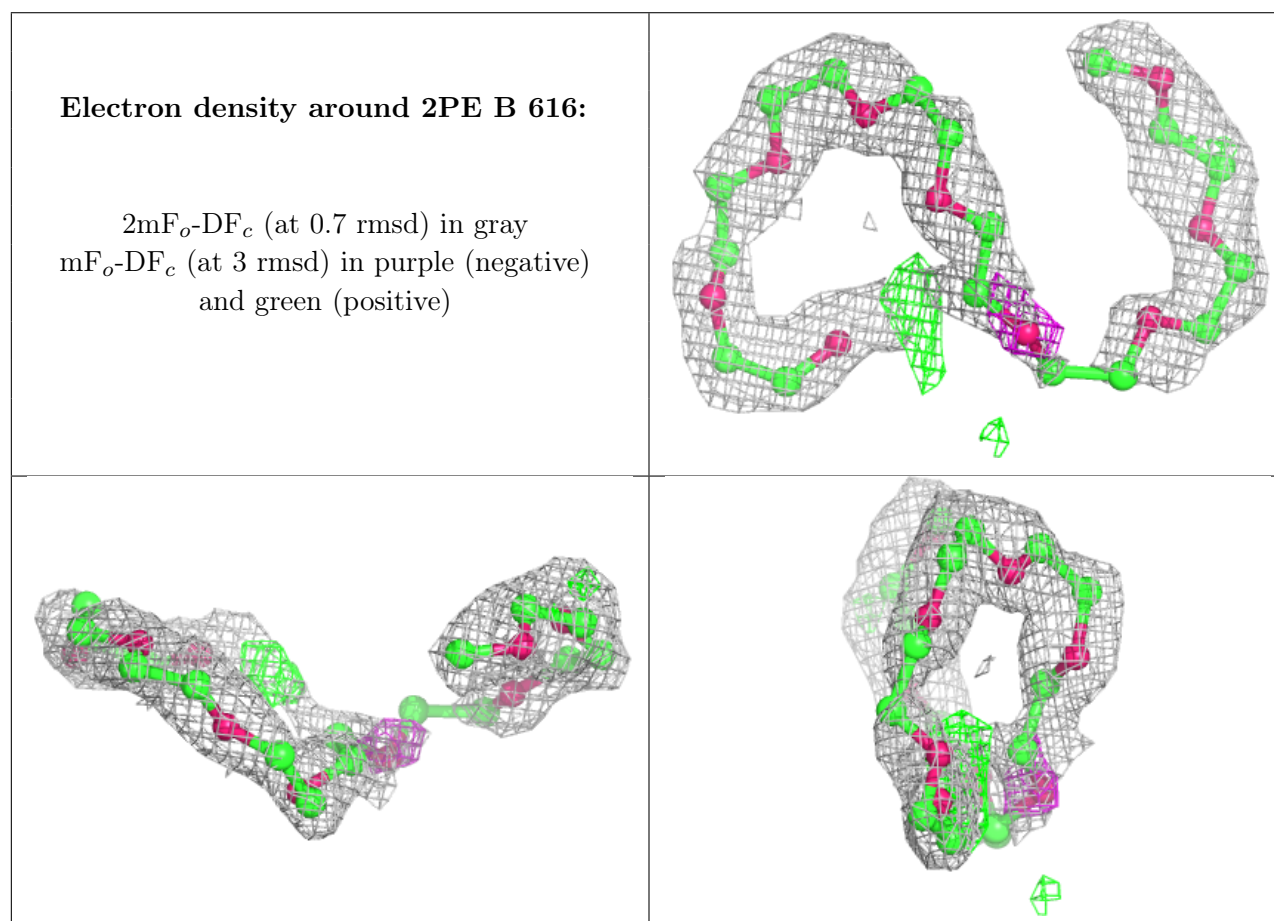 Electron density around 2PE B 616:
2mFo-DFc (at 0.7 rmsd) in gray
mFo-DFc (at 3 rmsd) in purple (negative)
and green (positive)